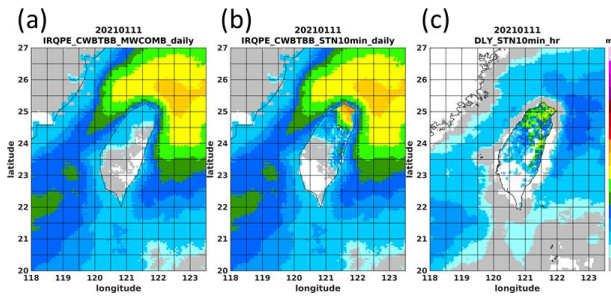 (a)
20210111
IRQPE_CWBTBB_MWCOMB_daily
27
26
25
24
23
22
21
20
latitude
118 119 120 121 122 123
longitude
(b)
20210111
IRQPE_CWBTBB_STN10min_daily
27
26
25
24
23
22
21
20
latitude
118 119 120 121 122 123
longitude
(c)
20210111
DLY_STN10min_hr
27
26
25
24
23
22
21
20
latitude
118 119 120 121 122 123
longitude